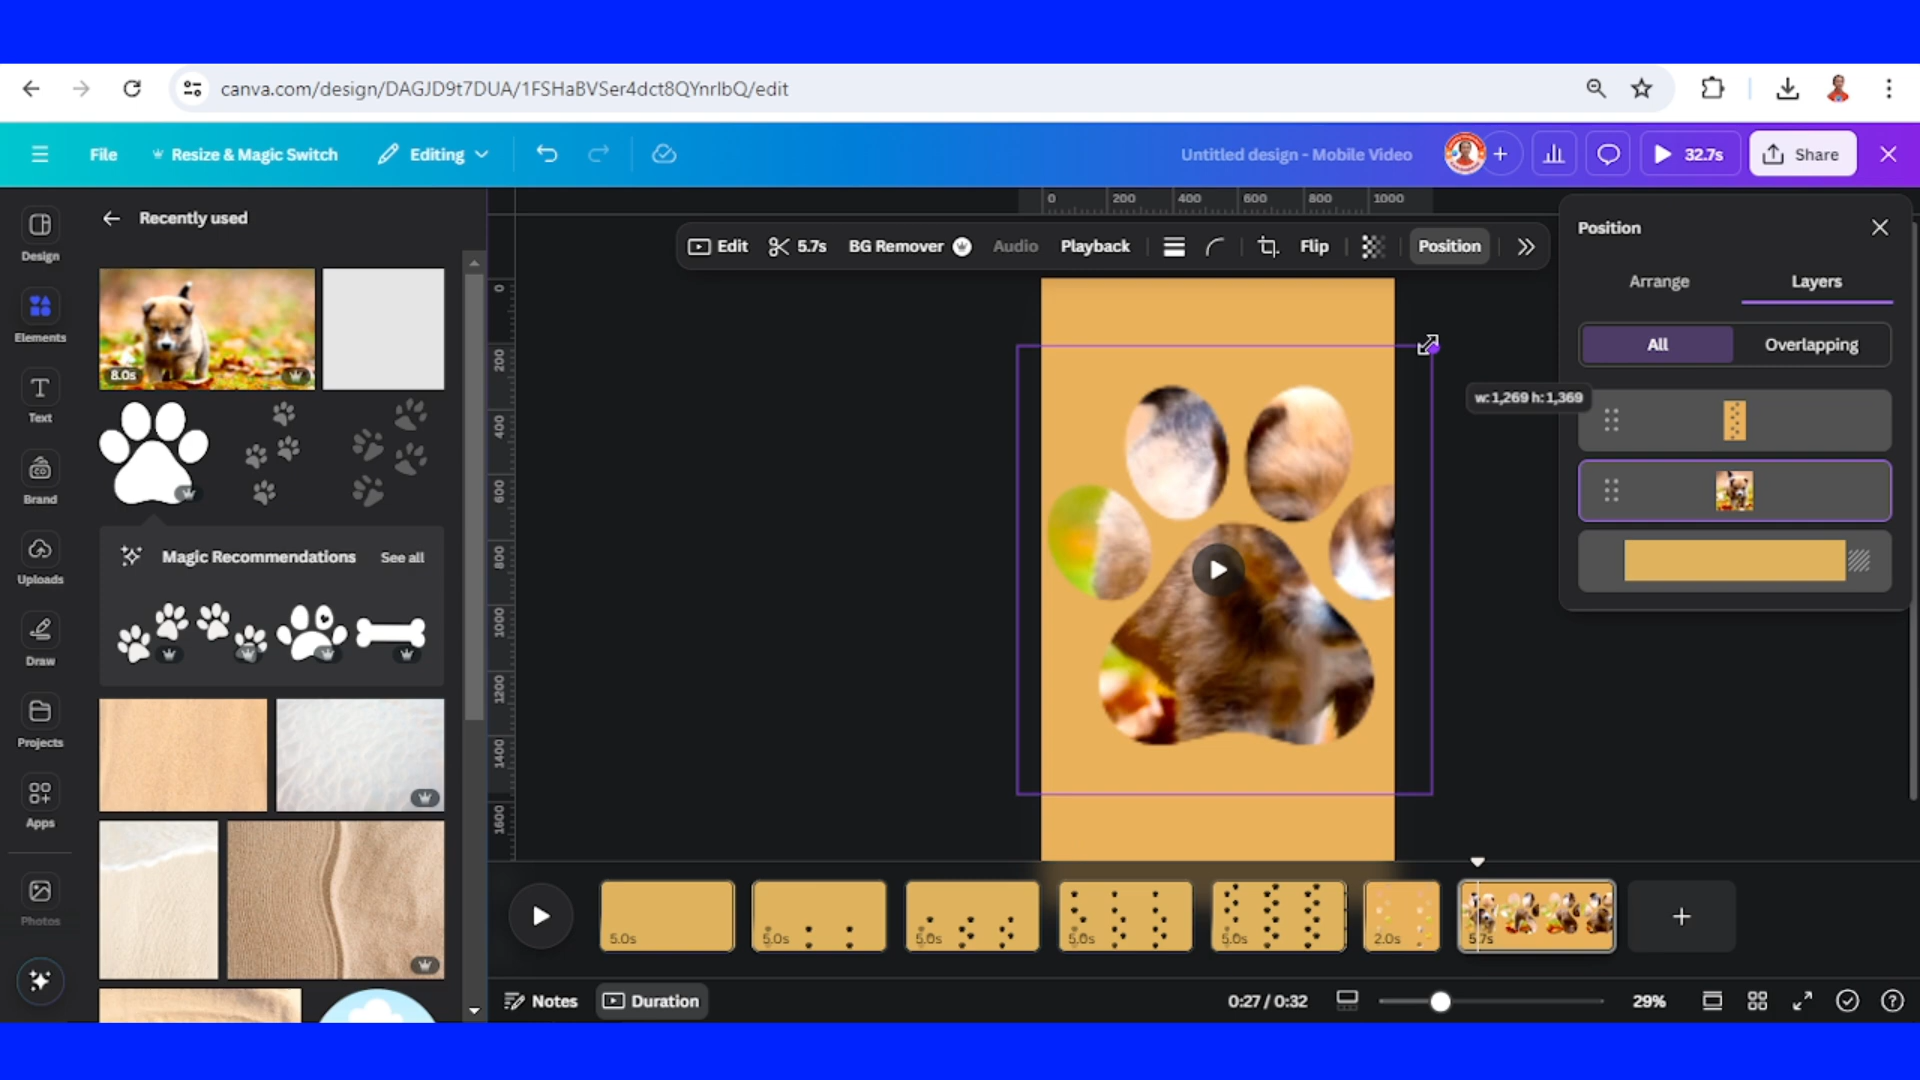 canva.com/design/DAGJD9t7DUA/1FSHaBVSer4dct8QYnrlbQ/edit
File
Resize & Magic Switch
Editing
Untitled design - Mobile Video
32.7s
Share
Design
Elements
Text
Brand
Uploads
Draw
Projects
Apps
Photos
Recently used
8.0s
Magic Recommendations
See all
0 200 400 600 800 1000
0
200
400
600
800
1000
1200
1400
1600
Edit
5.7s
BG Remover
Audio
Playback
Flip
Position
Position
Arrange
Layers
All
Overlapping
w: 1,269 h: 1,369
5.0s
5.0s
5.0s
5.0s
5.0s
2.0s
5.7s
Notes
Duration
0:27 / 0:32
29%